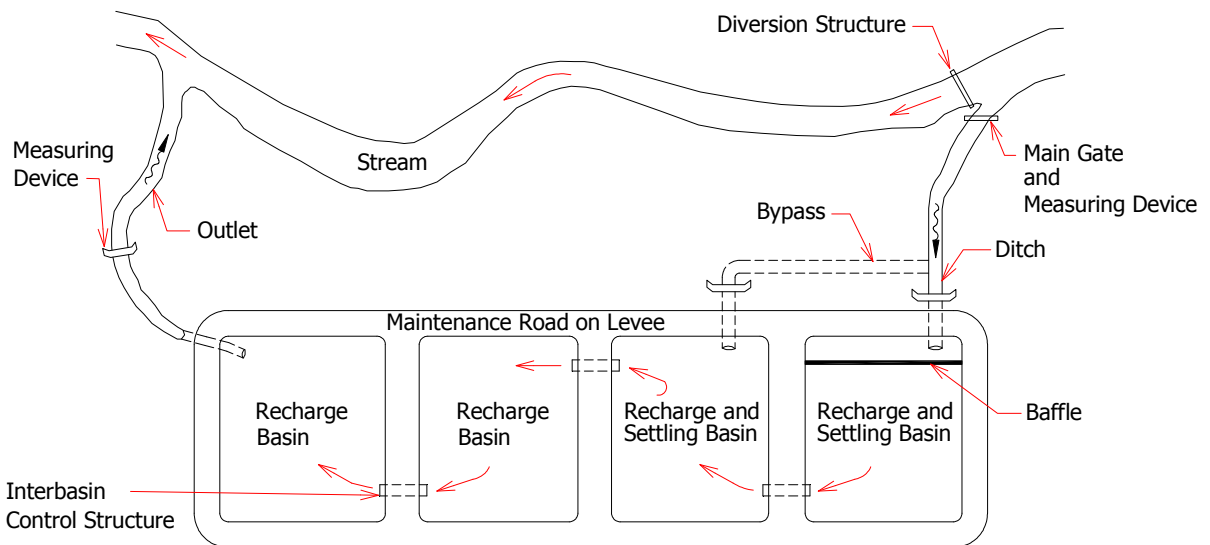 Diversion Structure
Measuring
Device
Stream
Main Gate
and
Measuring Device
Outlet
Bypass
Ditch
Maintenance Road on Levee
Recharge
Basin
Recharge
Basin
Recharge and
Settling Basin
Recharge and
Settling Basin
Baffle
Interbasin
Control Structure